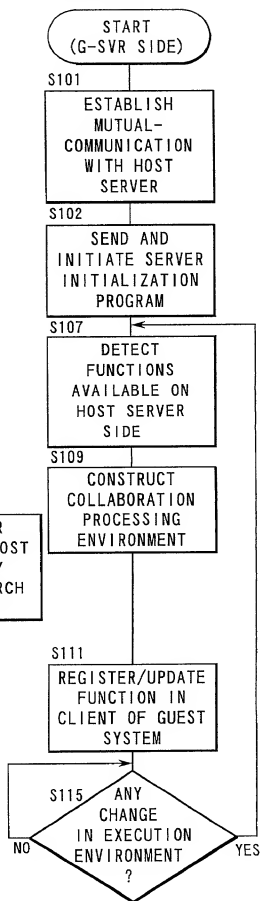 START
(G-SVR SIDE)
S101
ESTABLISH
MUTUAL-
COMMUNICATION
WITH HOST
SERVER
S102
SEND AND
INITIATE SERVER
INITIALIZATION
PROGRAM
S107
DETECT
FUNCTIONS
AVAILABLE ON
HOST SERVER
SIDE
S109
CONSTRUCT
COLLABORATION
PROCESSING
ENVIRONMENT
S111
REGISTER/UPDATE
FUNCTION IN
CLIENT OF GUEST
SYSTEM
S115
ANY
CHANGE
IN EXECUTION
ENVIRONMENT
?
NO
YES